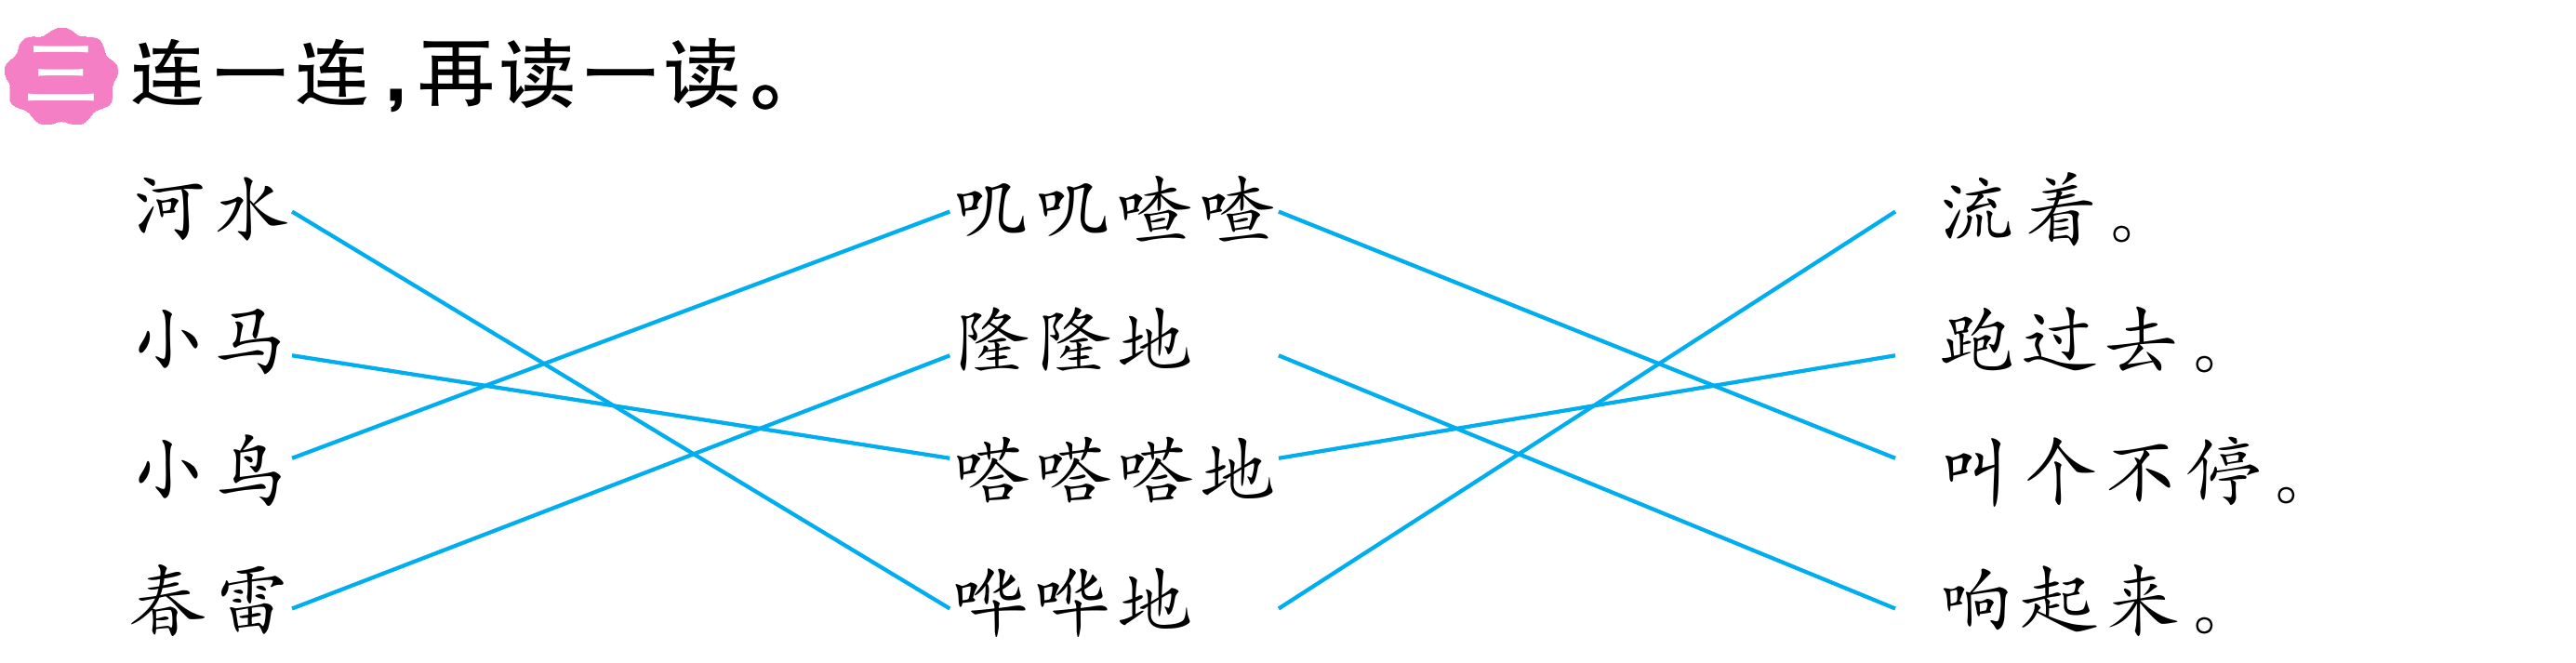 三 连一连,再读一读。
河水 叽叽喳喳 流着。
小马 隆隆地 跑过去。
小鸟 嗒嗒嗒地 叫个不停。
春雷 哗哗地 响起来。